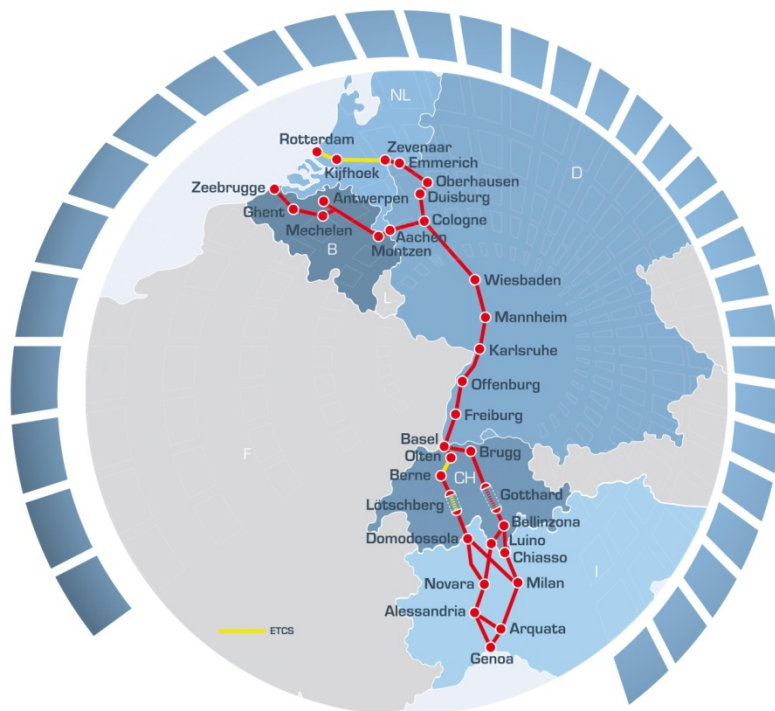 NL
Rotterdam
Zevenaar
Emmerich
Kijfhoek
D
Zeebrugge
Oberhausen
Antwerpen
Duisburg
Ghent
Cologne
Mechelen
Aachen
B
Montzen
Wiesbaden
L
Mannheim
Karlsruhe
Offenburg
F
Freiburg
Basel
Olten
Brugg
Berne
CH
Gotthard
Lötschberg
Bellinzona
Domodossola
Luino
Chiasso
I
Novara
Milan
Alessandria
Arquata
ETCS
Genoa